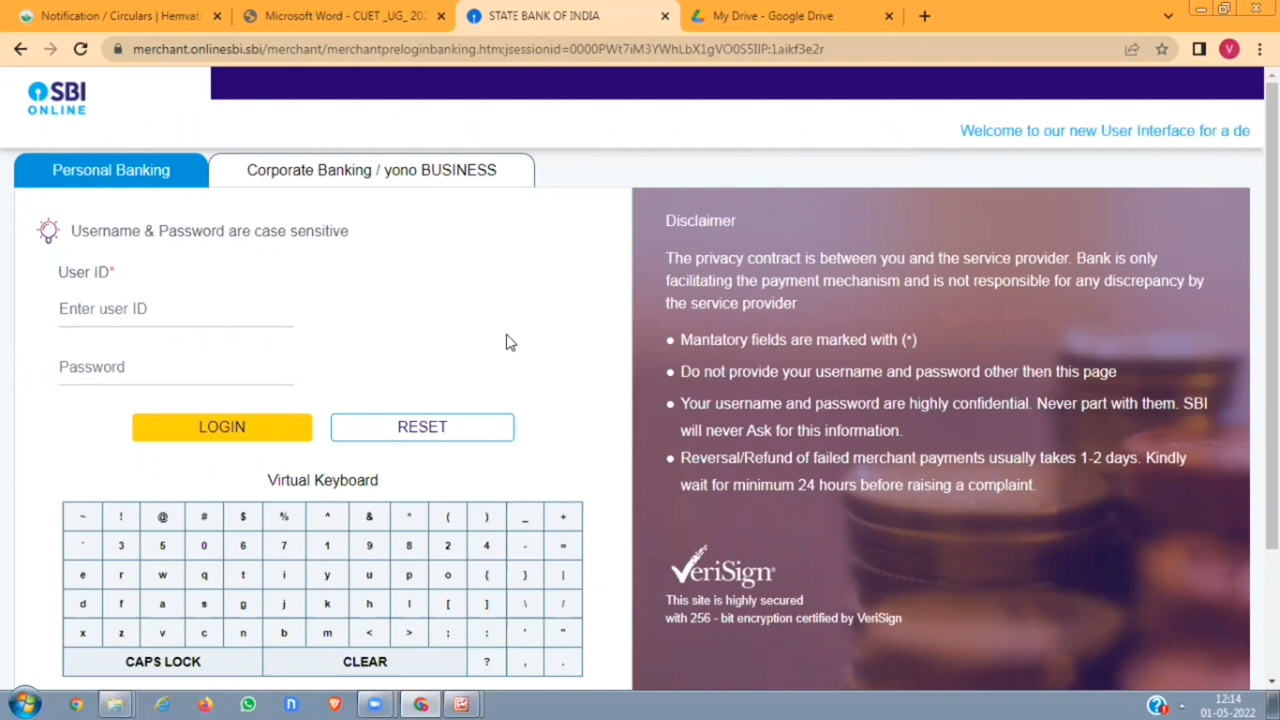 Notification / Circulars | Hemvati
Microsoft Word - CUET _UG_ 202
STATE BANK OF INDIA
My Drive - Google Drive
merchant.onlinesbi.sbi/merchant/merchantpreloginbanking.htm;jsessionid=0000PWt7iM3YWhLbX1gVO0S5IIP:1aikf3e2r
V
SBI
ONLINE
Welcome to our new User Interface for a de
Personal Banking
Corporate Banking / yono BUSINESS
Username & Password are case sensitive
User ID*
Enter user ID
Password
LOGIN
RESET
Virtual Keyboard
~ ! @ # $ % ^ & * ( ) _ +
` 3 5 0 6 7 1 9 8 2 4 - =
e r w q t i y u p o { } |
d f a s g j k h l [ ] \ /
x z v c n b m < > ; : ' "
CAPS LOCK CLEAR ? , .
Disclaimer
The privacy contract is between you and the service provider. Bank is only
facilitating the payment mechanism and is not responsible for any discrepancy by
the service provider
● Mantatory fields are marked with (*)
● Do not provide your username and password other then this page
● Your username and password are highly confidential. Never part with them. SBI
will never Ask for this information.
● Reversal/Refund of failed merchant payments usually takes 1-2 days. Kindly
wait for minimum 24 hours before raising a complaint.
VeriSign
This site is highly secured
with 256 - bit encryption certified by VeriSign
12:14
01-05-2022